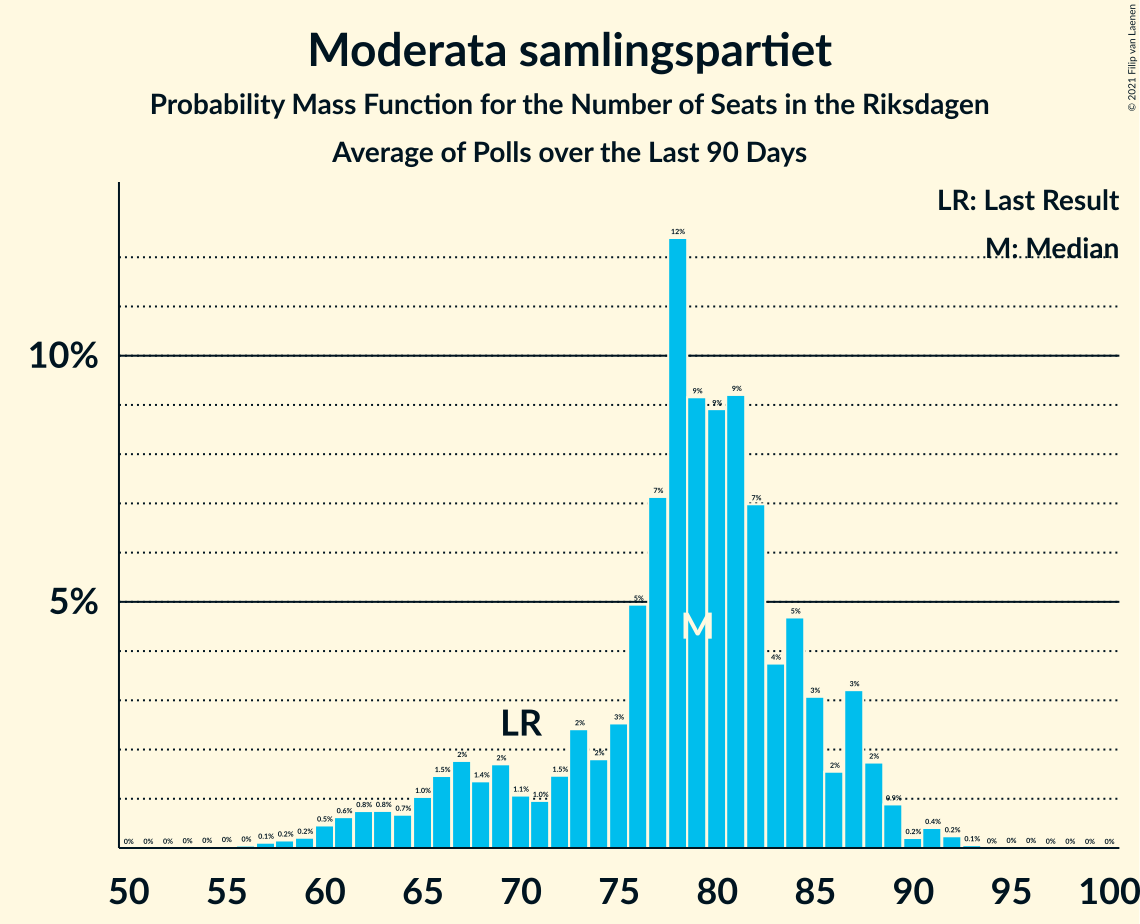 Moderata samlingspartiet
Probability Mass Function for the Number of Seats in the Riksdagen
Average of Polls over the Last 90 Days
© 2021 Filip van Laenen
LR: Last Result
M: Median
10%
5%
0% 0% 0% 0% 0% 0% 0% 0.1% 0.2% 0.2% 0.5% 0.6% 0.8% 0.8% 0.7% 1.0% 1.5% 2% 1.4% 2% 1.1% 1.0% 1.5% 2% 2% 3% 5% 7% 12% 9% 9% 9% 7% 4% 5% 3% 2% 3% 2% 0.9% 0.2% 0.4% 0.2% 0.1% 0% 0% 0% 0% 0% 0% 0%
LR
M
50 55 60 65 70 75 80 85 90 95 100